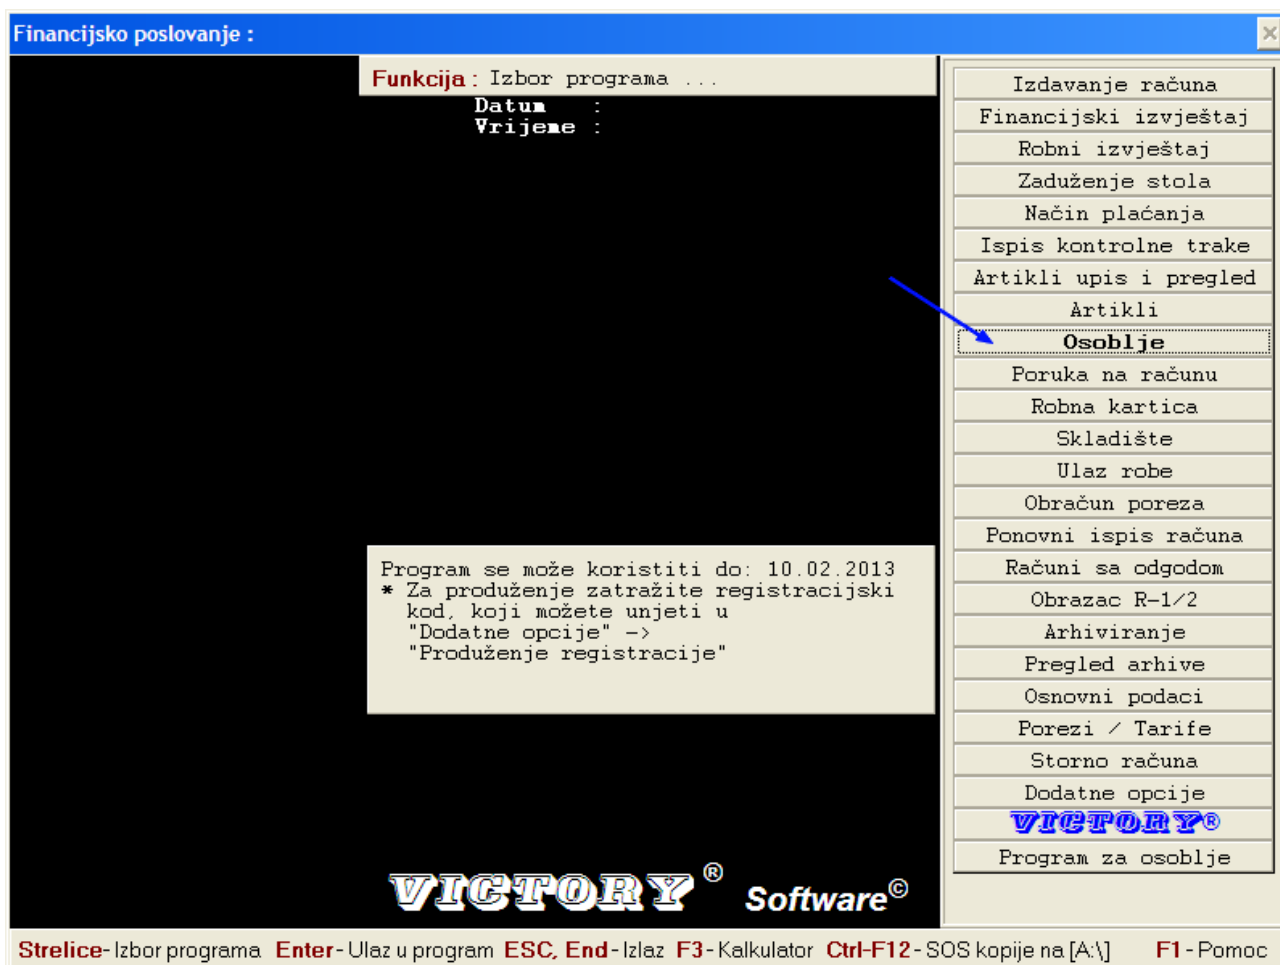 Financijsko poslovanje :
Funkcija : Izbor programa ...
Datum :
Vrijeme :
Izdavanje računa
Financijski izvještaj
Robni izvještaj
Zaduženje stola
Način plaćanja
Ispis kontrolne trake
Artikli upis i pregled
Artikli
Osoblje
Poruka na računu
Robna kartica
Skladište
Ulaz robe
Obračun poreza
Ponovni ispis računa
Računi sa odgodom
Obrazac R-1/2
Arhiviranje
Pregled arhive
Osnovni podaci
Porezi / Tarife
Storno računa
Dodatne opcije
VICTORY®
Program za osoblje
Program se može koristiti do: 10.02.2013
* Za produženje zatražite registracijski
kod, koji možete unjeti u
"Dodatne opcije" ->
"Produženje registracije"
VICTORY® Software©
Strelice- Izbor programa Enter- Ulaz u program ESC, End- Izlaz F3- Kalkulator Ctrl-F12- SOS kopije na [A:\] F1- Pomoc